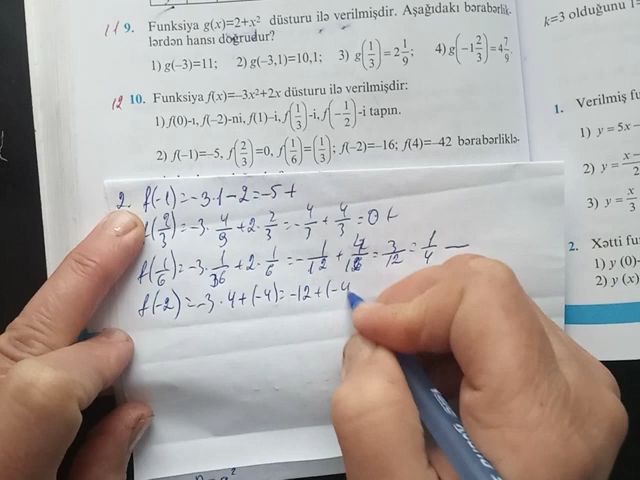 11 9. Funksiya g(x)=2+x² düsturu ilə verilmişdir. Aşağıdakı bərabərlik-
lərdən hansı doğrudur?
1) g(−3)=11; 2) g(−3,1)=10,1; 3) g(1/3)=2 1/9; 4) g(−1 2/3)=4 7/9.
12 10. Funksiya f(x)=−3x²+2x düsturu ilə verilmişdir:
1) f(0)-ı, f(−2)-ni, f(1)-i, f(1/3)-i, f(−1/2)-i tapın.
2) f(−1)=−5, f(2/3)=0, f(1/6)=(1/3); f(−2)=−16; f(4)=−42 bərabərliklə-
k=3 olduğunu
1. Verilmiş fu
1) y=5x−
2) y=x−/2
3) y=x/3
2. Xətti fu
1) y (0)-
2) y (x)
2. f(-1)=-3·1-2=-5 +
f(2/3)=-3·4/9+2·2/3=-4/3+4/3=0 +
f(1/6)=-3·1/36+2·1/6=-1/12+4/12=3/12=1/4 —
f(-2)=-3·4+(-4)=-12+(-4